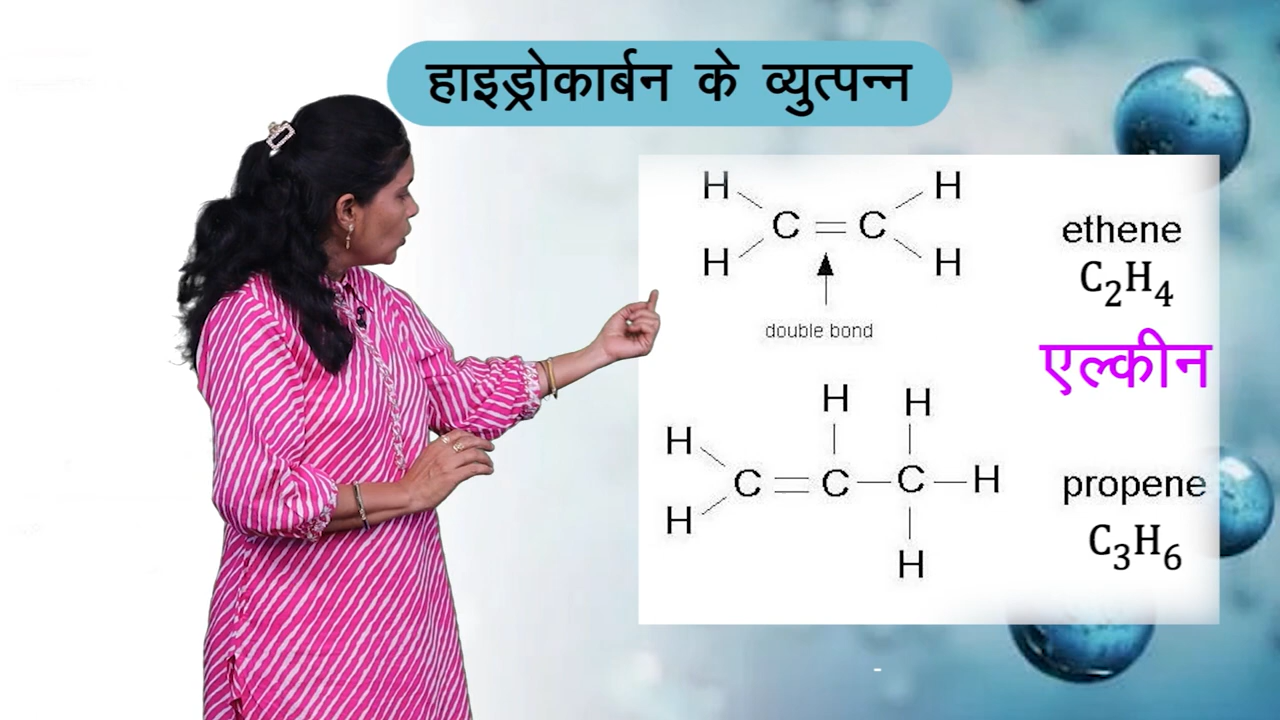 हाइड्रोकार्बन के व्युत्पन्न
H H
C = C
H H
double bond
ethene
C₂H₄
एल्कीन
H H
H
C = C — C — H
H
H
propene
C₃H₆